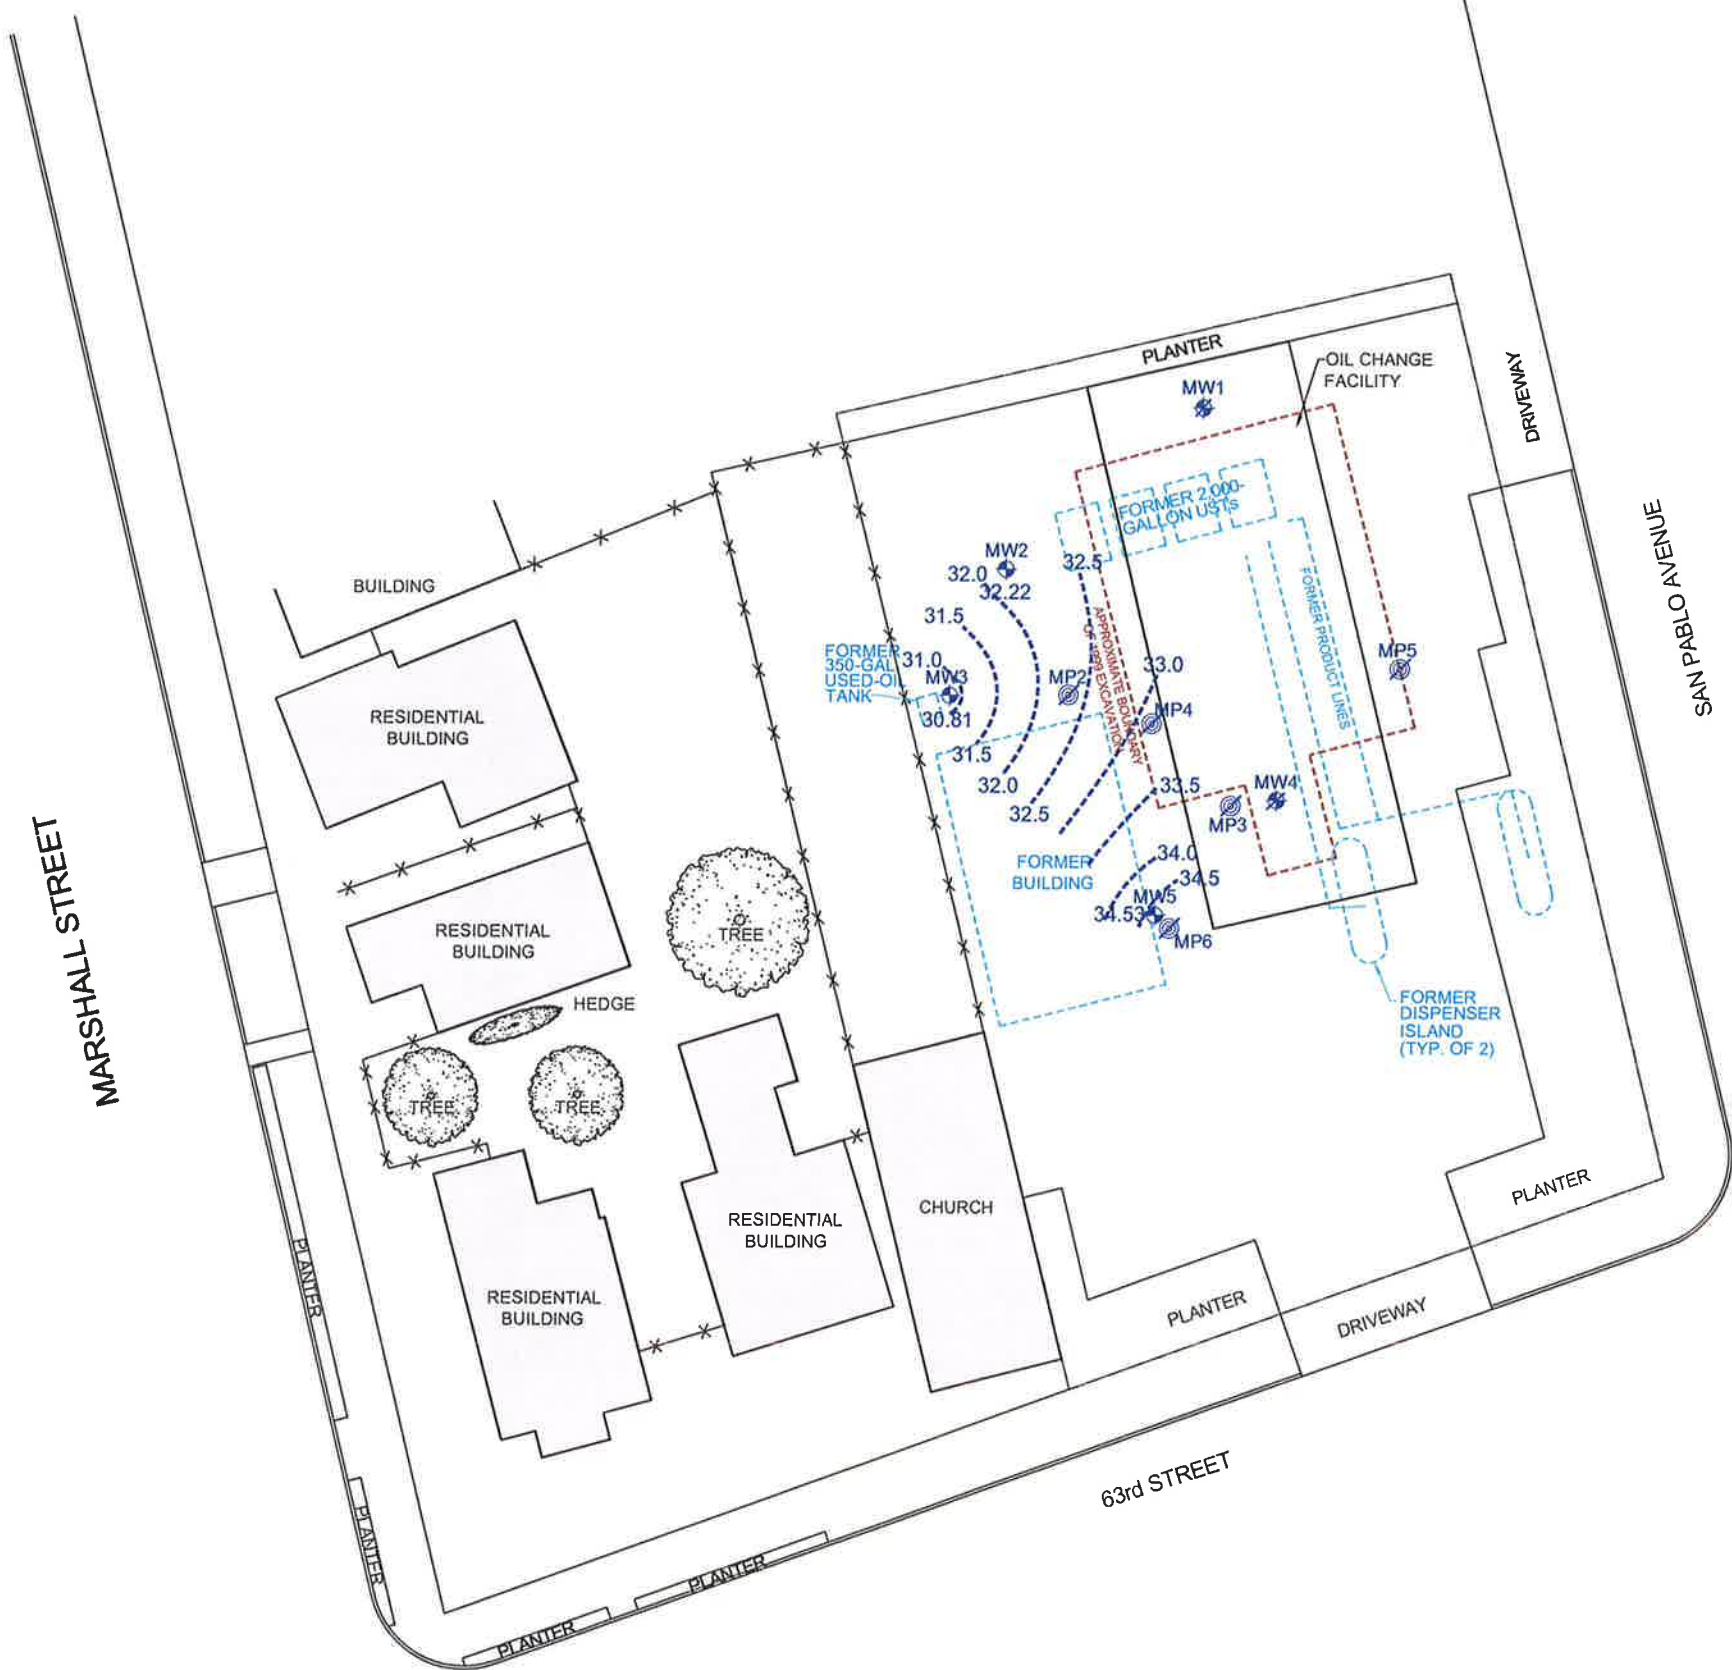 PLANTER
OIL CHANGE
FACILITY
DRIVEWAY
MW1
FORMER 2,000-
GALLON USTs
SAN PABLO AVENUE
MW2
32.0
32.22
32.5
BUILDING
31.5
FORMER
350-GAL
USED-OIL
TANK
31.0
MW3
30.81
31.5
32.0
32.5
MP2
APPROXIMATE BOUNDARY
OF 1999 EXCAVATION
33.0
MP4
FORMER PRODUCT LINES
MP5
33.5
MW4
MP3
RESIDENTIAL
BUILDING
MARSHALL STREET
FORMER
BUILDING
34.0
34.5
MW5
34.53
MP6
RESIDENTIAL
BUILDING
TREE
HEDGE
FORMER
DISPENSER
ISLAND
(TYP. OF 2)
TREE
TREE
PLANTER
CHURCH
RESIDENTIAL
BUILDING
PLANTER
RESIDENTIAL
BUILDING
PLANTER
DRIVEWAY
63rd STREET
PLANTER
PLANTER
PLANTER